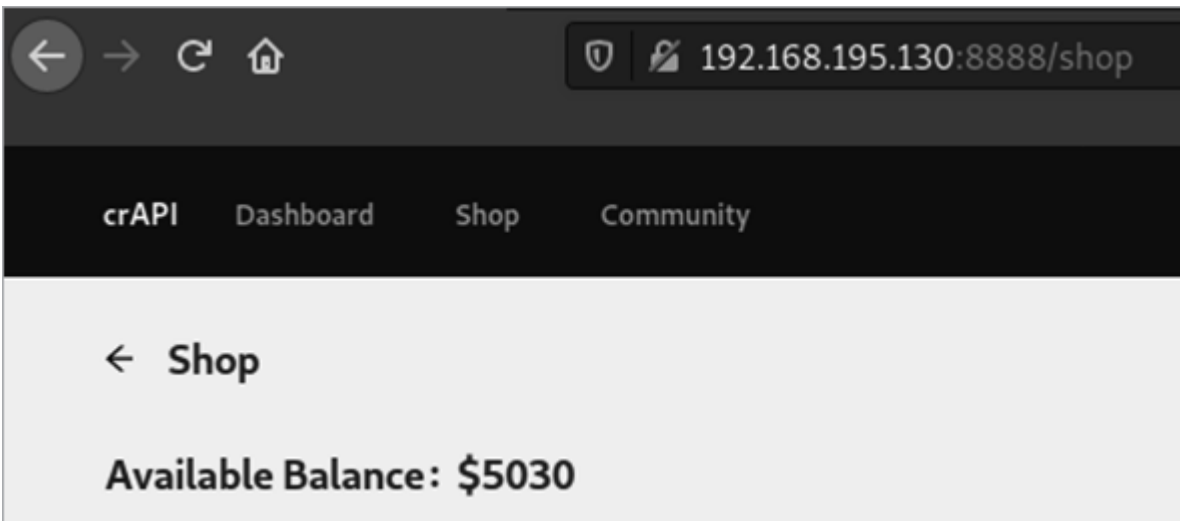 192.168.195.130:8888/shop
crAPI Dashboard Shop Community
← Shop
Available Balance: $5030